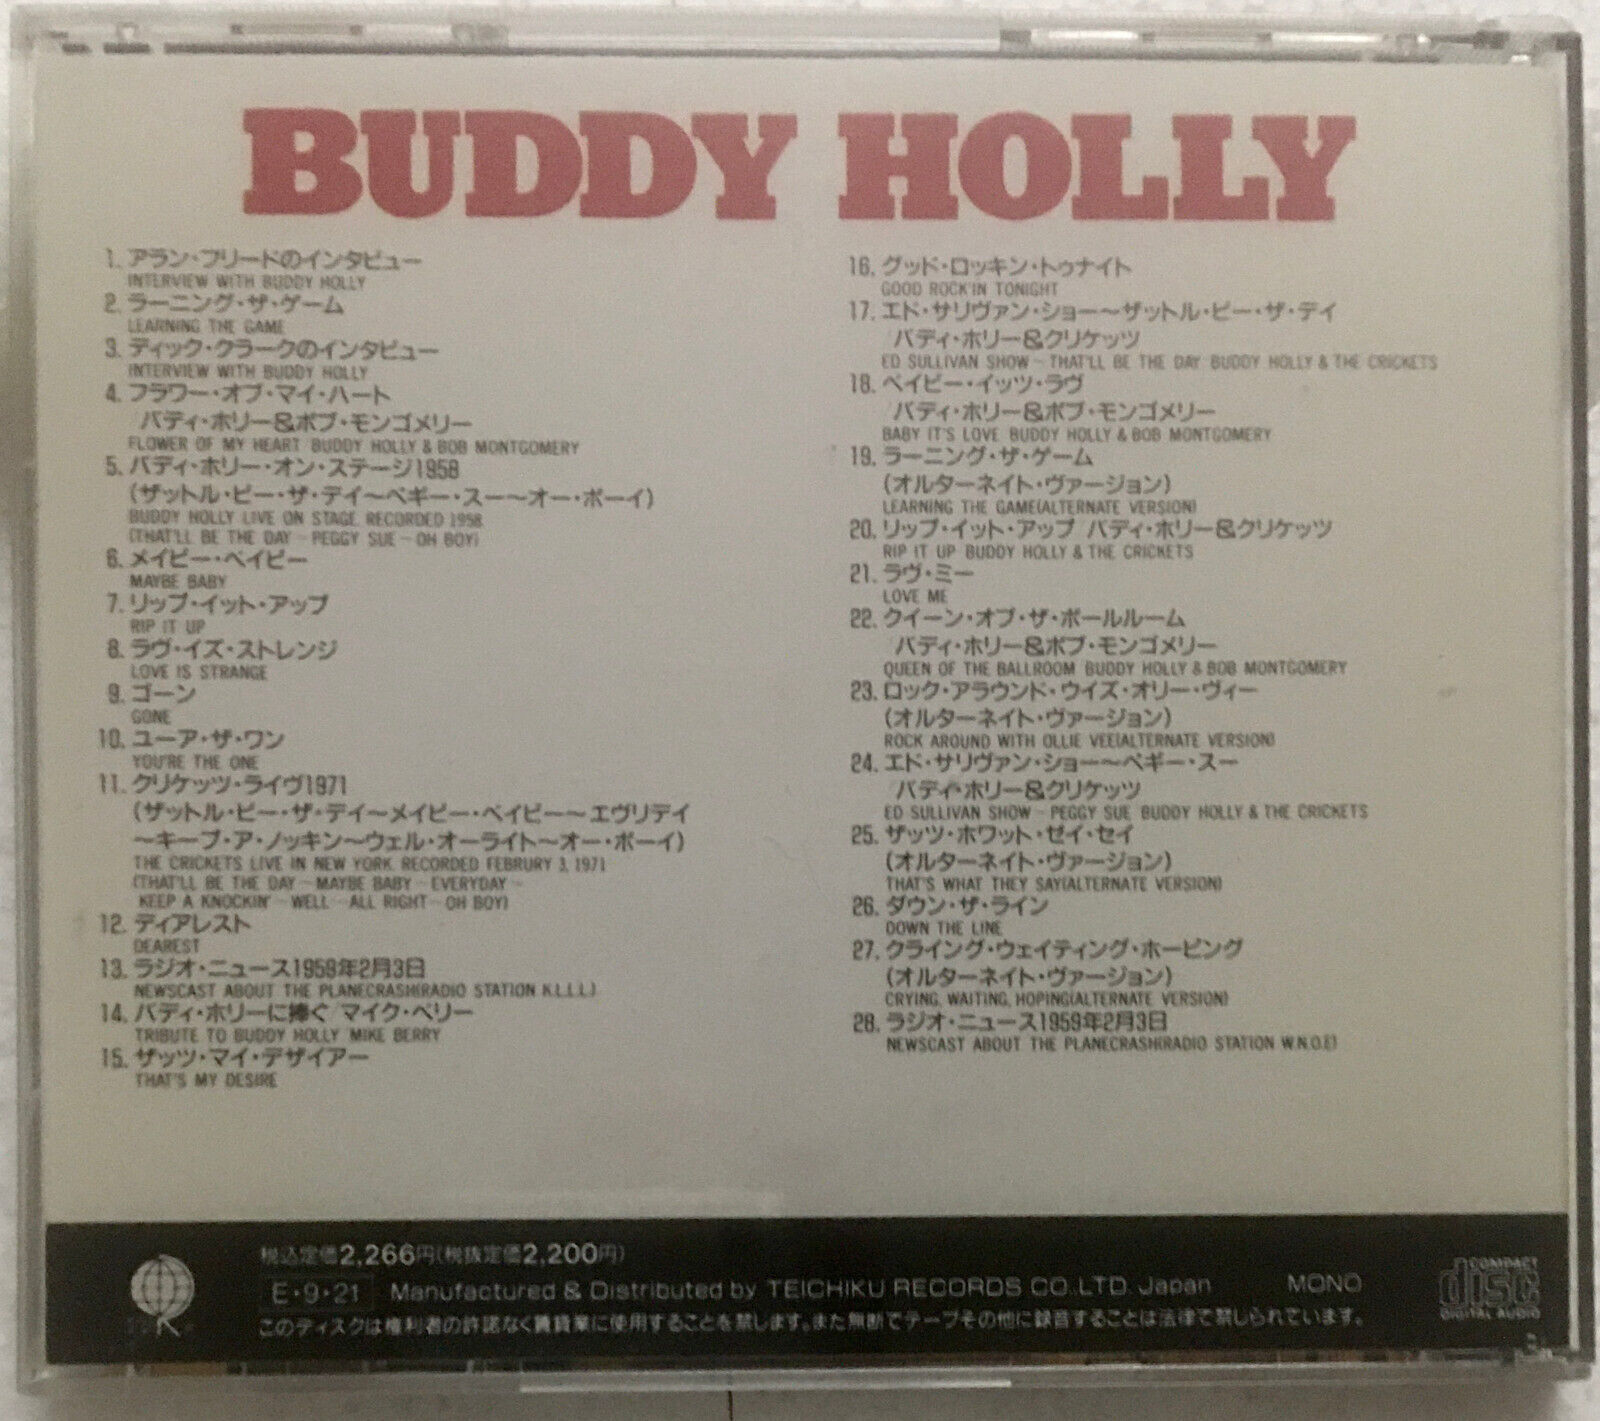 BUDDY HOLLY
1. アラン・フリードのインタビュー
INTERVIEW WITH BUDDY HOLLY
2. ラーニング・ザ・ゲーム
LEARNING THE GAME
3. ディック・クラークのインタビュー
INTERVIEW WITH BUDDY HOLLY
4. フラワー・オブ・マイ・ハート
バディ・ホリー&ボブ・モンゴメリー
FLOWER OF MY HEART BUDDY HOLLY & BOB MONTGOMERY
5. バディ・ホリー・オン・ステージ1958
(ザットル・ビー・ザ・デイ〜ペギー・スー〜オー・ボーイ)
BUDDY HOLLY LIVE ON STAGE. RECORDED 1958
(THAT'LL BE THE DAY〜PEGGY SUE〜OH BOY)
6. メイビー・ベイビー
MAYBE BABY
7. リップ・イット・アップ
RIP IT UP
8. ラヴ・イズ・ストレンジ
LOVE IS STRANGE
9. ゴーン
GONE
10. ユーア・ザ・ワン
YOU'RE THE ONE
11. クリケッツ・ライヴ1971
(ザットル・ビー・ザ・デイ〜メイビー・ベイビー〜エヴリデイ
〜キープ・ア・ノッキン〜ウェル・オーライト〜オー・ボーイ)
THE CRICKETS LIVE IN NEW YORK. RECORDED FEBRURY 3, 1971
(THAT'LL BE THE DAY〜MAYBE BABY〜EVERYDAY〜
KEEP A KNOCKIN'〜WELL〜ALL RIGHT〜OH BOY)
12. ディアレスト
DEAREST
13. ラジオ・ニュース1959年2月3日
NEWSCAST ABOUT THE PLANECRASH(RADIO STATION K.L.L.L.)
14. バディ・ホリーに捧ぐ/マイク・ベリー
TRIBUTE TO BUDDY HOLLY/MIKE BERRY
15. ザッツ・マイ・デザイアー
THAT'S MY DESIRE
16. グッド・ロッキン・トゥナイト
GOOD ROCK'IN TONIGHT
17. エド・サリヴァン・ショー〜ザットル・ビー・ザ・デイ
/バディ・ホリー&クリケッツ
ED SULLIVAN SHOW〜THAT'LL BE THE DAY/BUDDY HOLLY & THE CRICKETS
18. ベイビー・イッツ・ラヴ
/バディ・ホリー&ボブ・モンゴメリー
BABY IT'S LOVE/BUDDY HOLLY & BOB MONTGOMERY
19. ラーニング・ザ・ゲーム
(オルターネイト・ヴァージョン)
LEARNING THE GAME(ALTERNATE VERSION)
20. リップ・イット・アップ/バディ・ホリー&クリケッツ
RIP IT UP/BUDDY HOLLY & THE CRICKETS
21. ラヴ・ミー
LOVE ME
22. クイーン・オブ・ザ・ボールルーム
/バディ・ホリー&ボブ・モンゴメリー
QUEEN OF THE BALLROOM/BUDDY HOLLY & BOB MONTGOMERY
23. ロック・アラウンド・ウイズ・オリー・ヴィー
(オルターネイト・ヴァージョン)
ROCK AROUND WITH OLLIE VEE(ALTERNATE VERSION)
24. エド・サリヴァン・ショー〜ペギー・スー
/バディ・ホリー&クリケッツ
ED SULLIVAN SHOW〜PEGGY SUE/BUDDY HOLLY & THE CRICKETS
25. ザッツ・ホワット・ゼイ・セイ
(オルターネイト・ヴァージョン)
THAT'S WHAT THEY SAY(ALTERNATE VERSION)
26. ダウン・ザ・ライン
DOWN THE LINE
27. クライング・ウェイティング・ホーピング
(オルターネイト・ヴァージョン)
CRYING, WAITING, HOPING(ALTERNATE VERSION)
28. ラジオ・ニュース1959年2月3日
NEWSCAST ABOUT THE PLANECRASH(RADIO STATION W.N.O.E)
税込定価2,266円(税抜定価2,200円)
E・9・21 Manufactured & Distributed by TEICHIKU RECORDS CO.,LTD. Japan MONO
COMPACT disc DIGITAL AUDIO
このディスクは権利者の許諾なく賃貸業に使用することを禁じます。また無断でテープその他に録音することは法律で禁じられています。